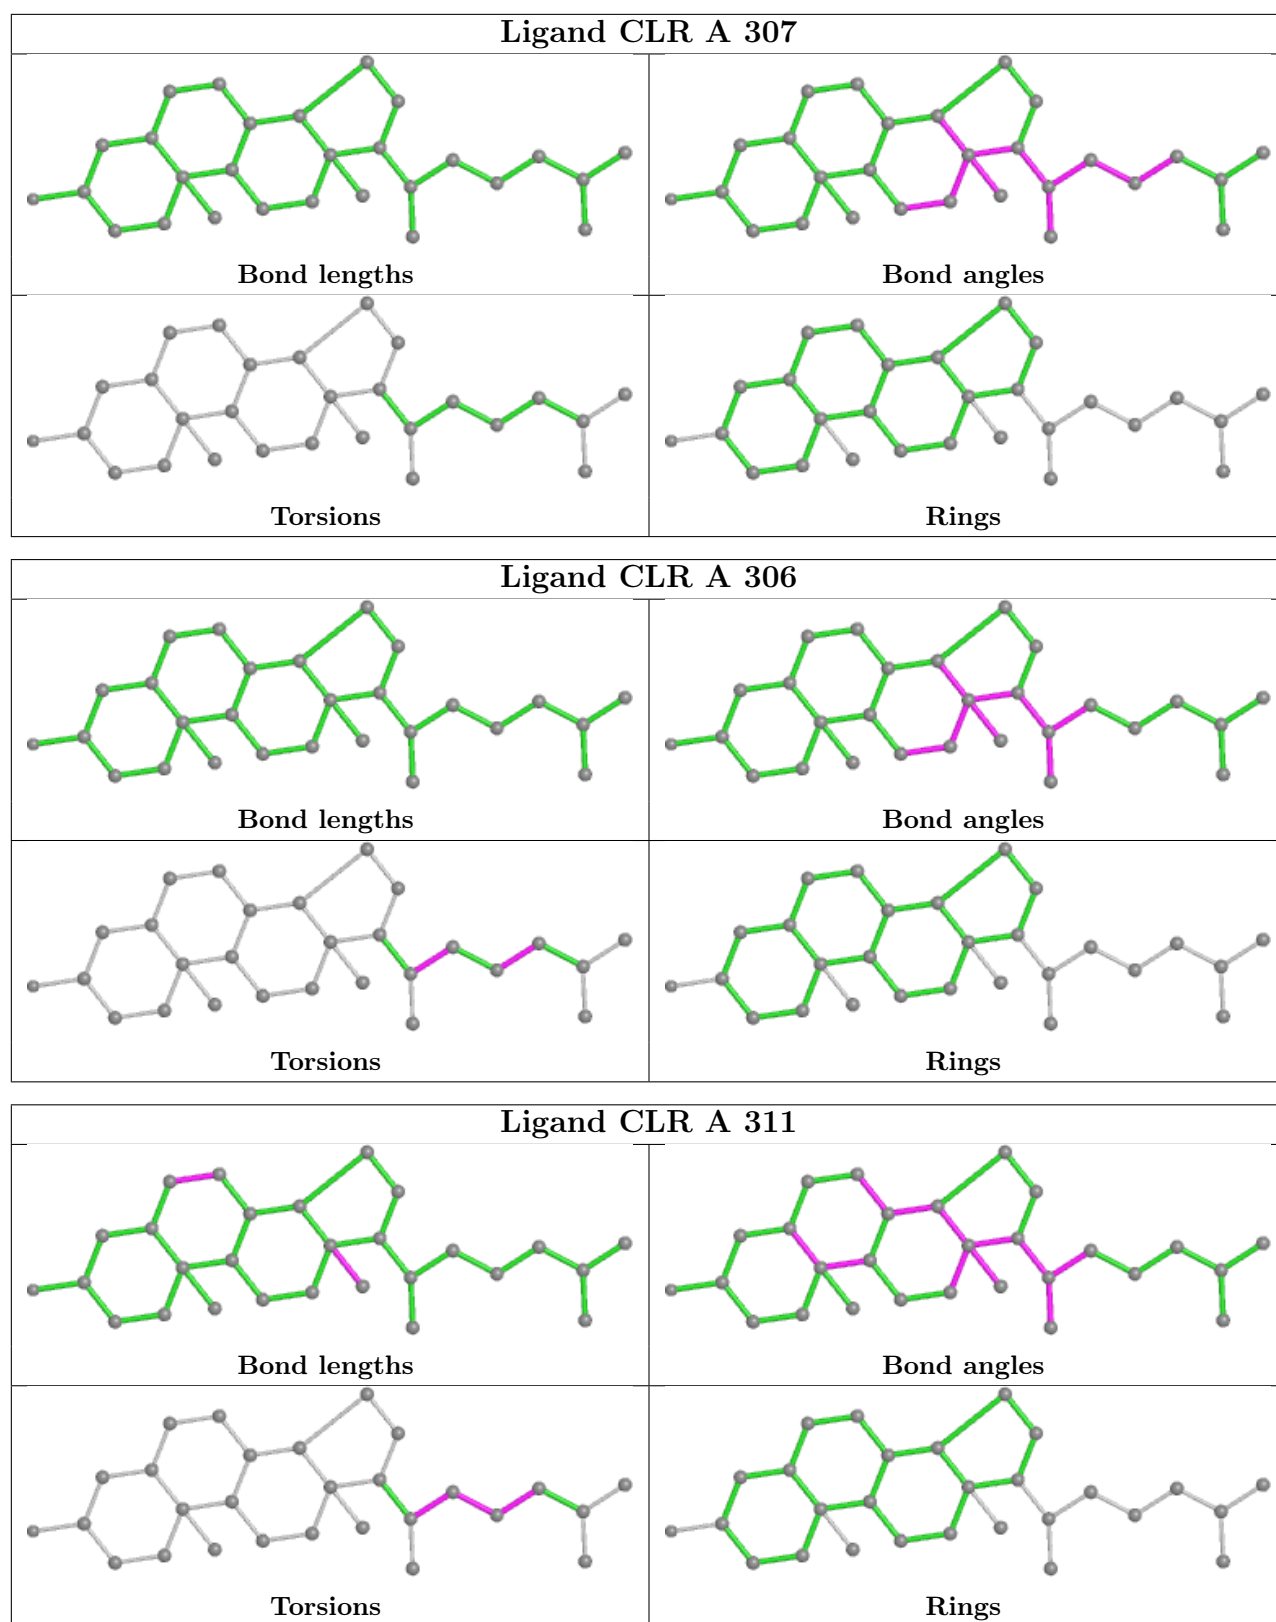 Ligand CLR A 307
Bond lengths
Bond angles
Torsions
Rings
Ligand CLR A 306
Bond lengths
Bond angles
Torsions
Rings
Ligand CLR A 311
Bond lengths
Bond angles
Torsions
Rings